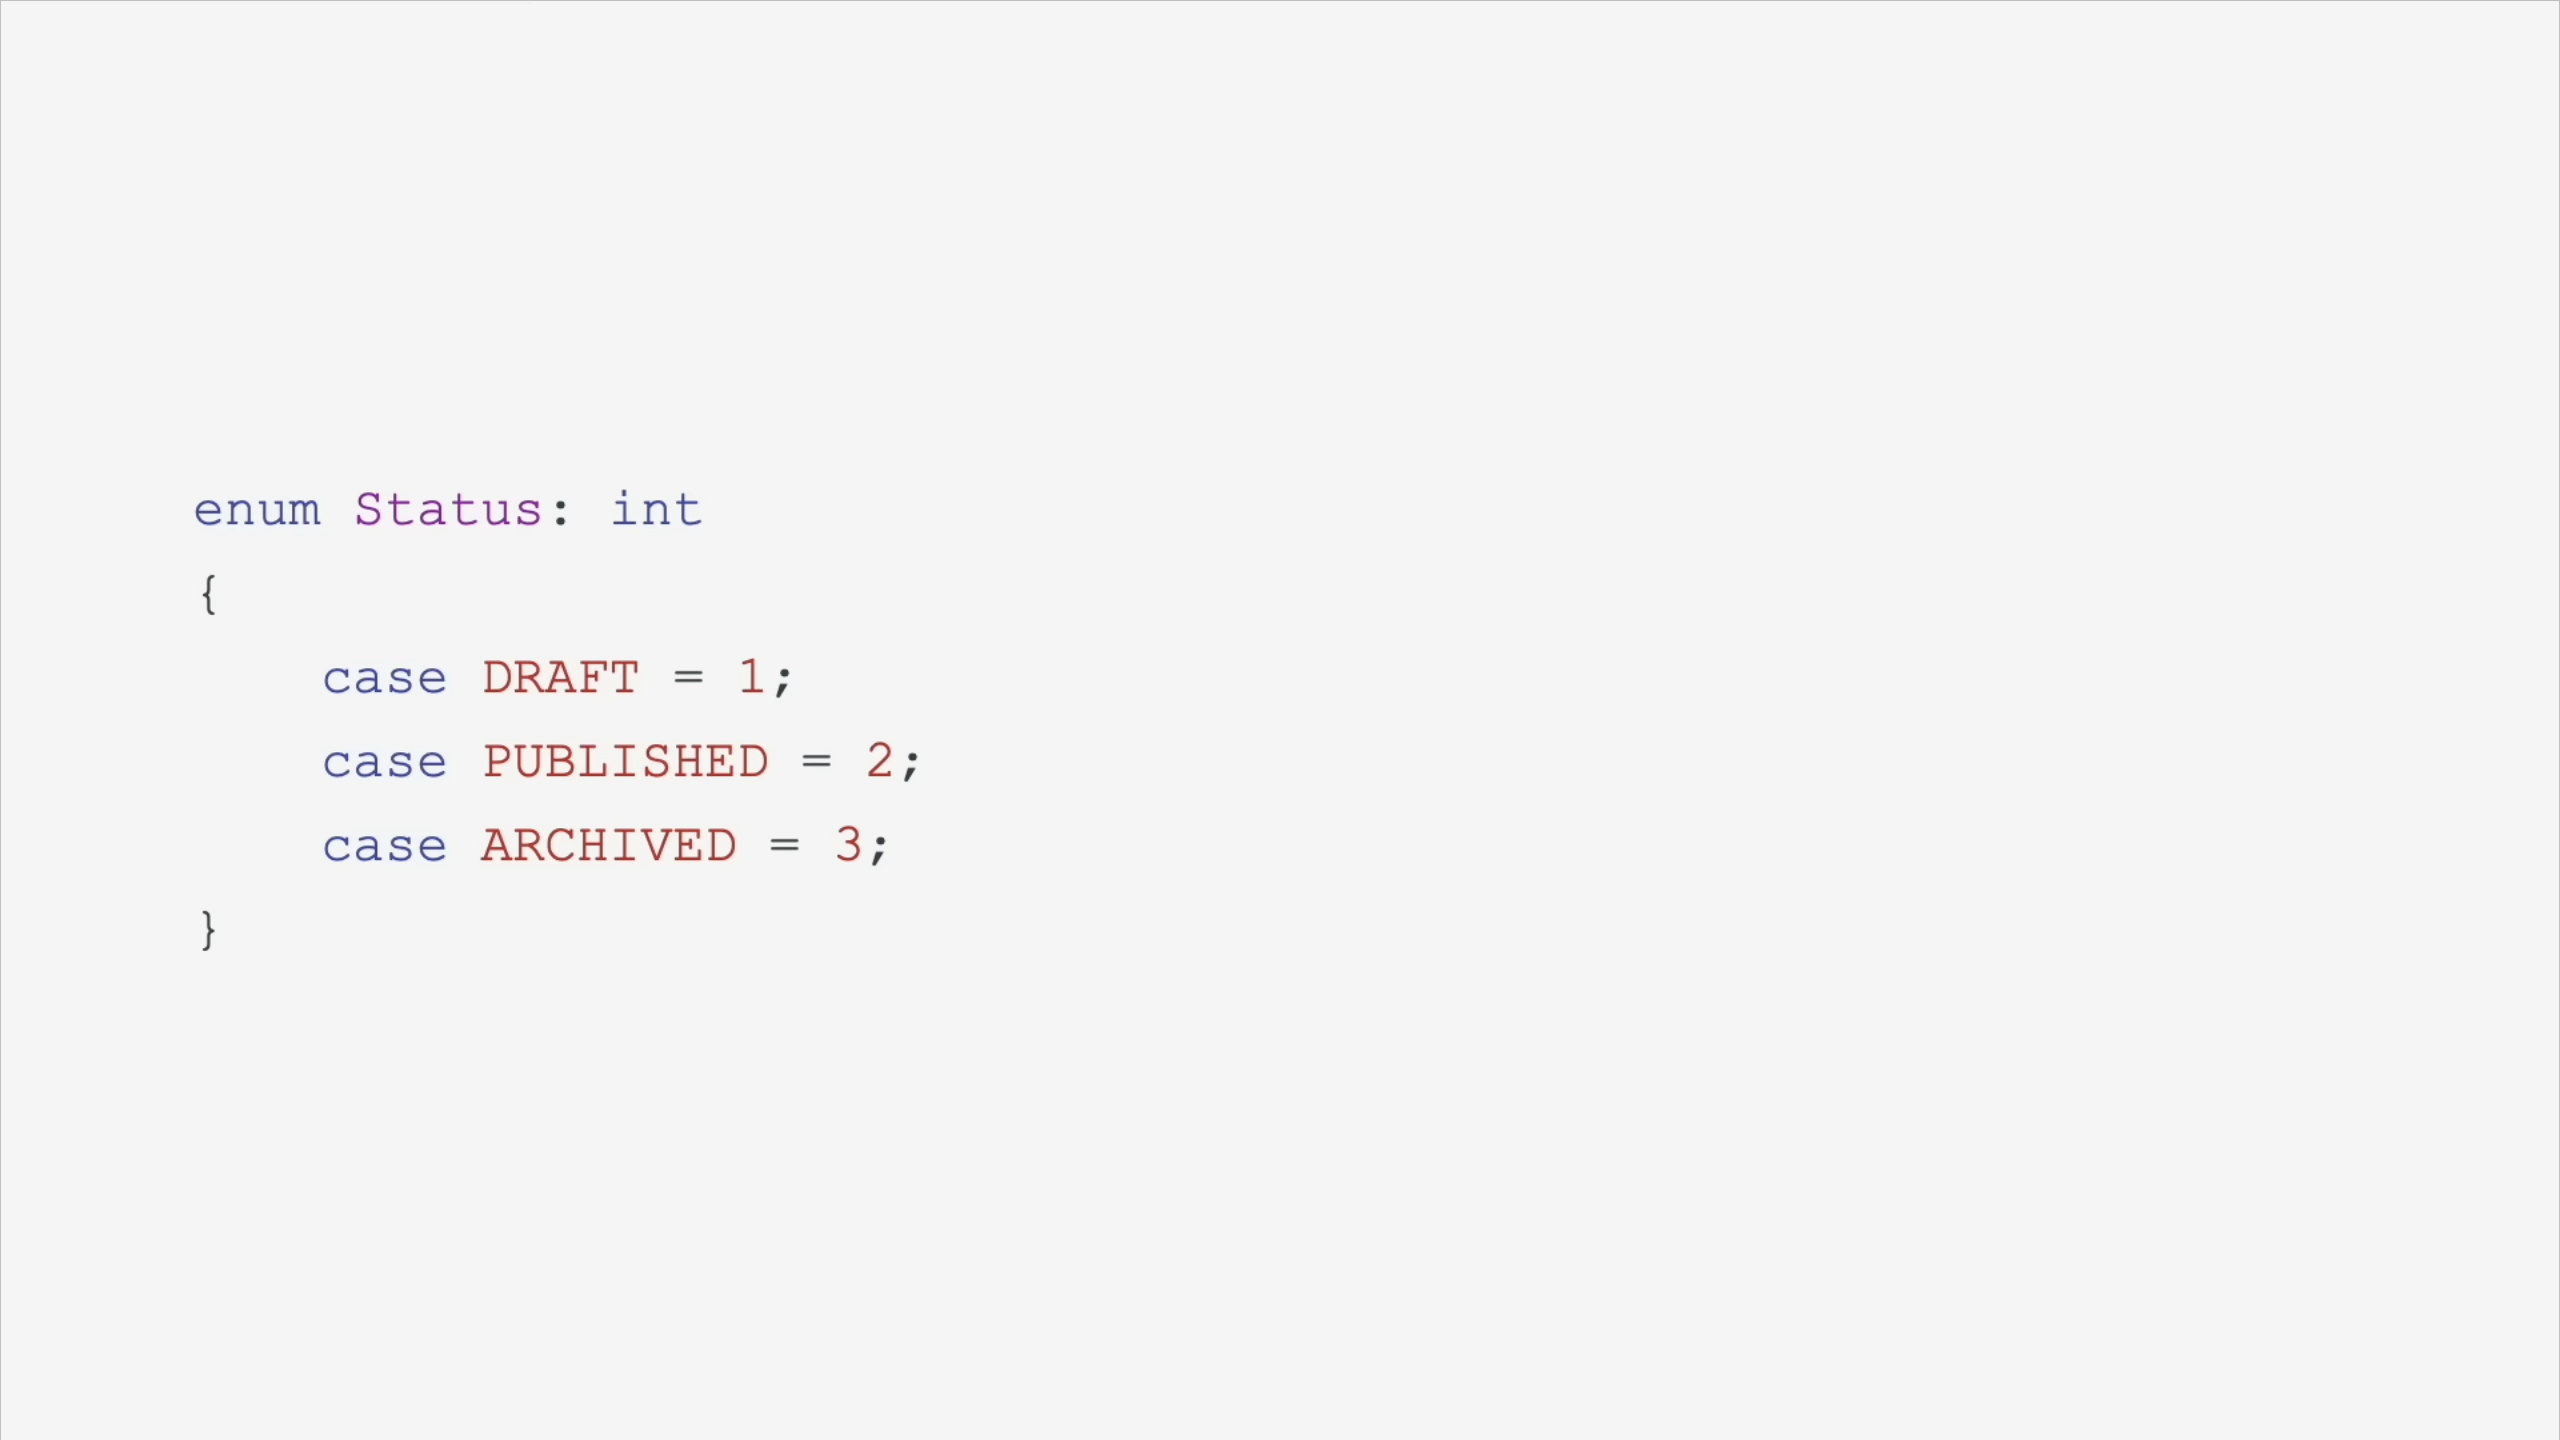 enum Status: int
{
    case DRAFT = 1;
    case PUBLISHED = 2;
    case ARCHIVED = 3;
}